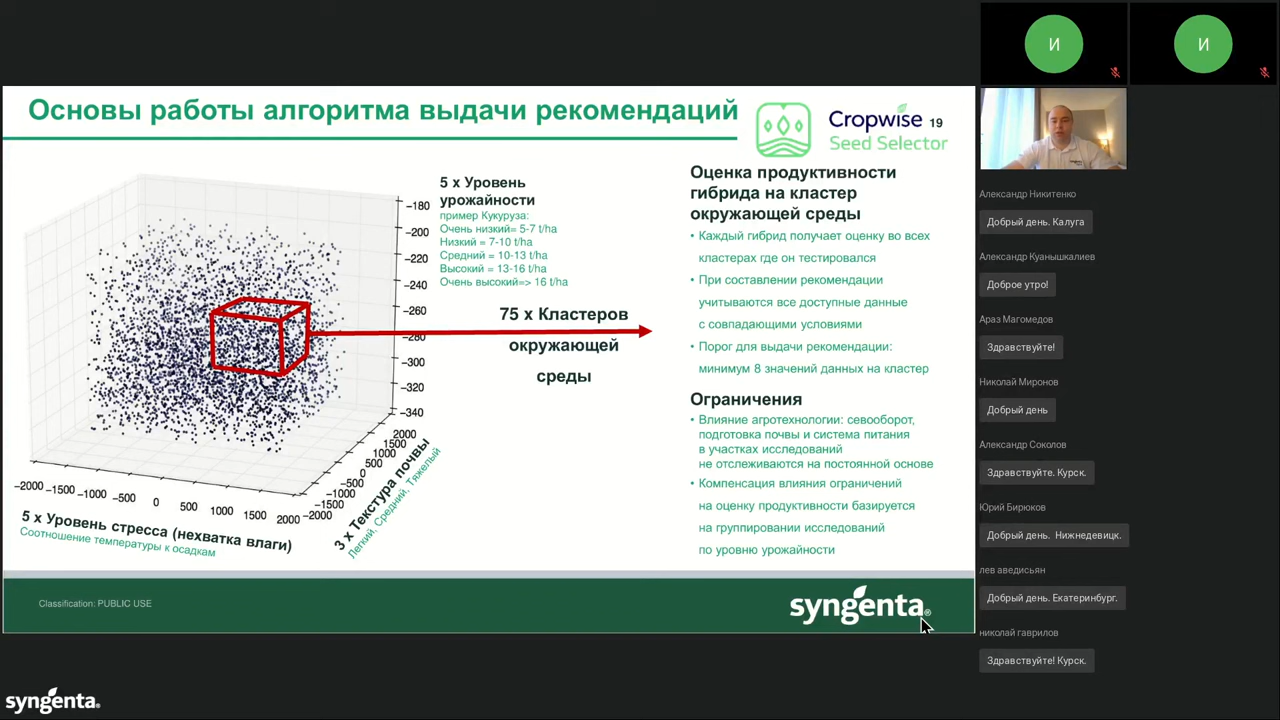 Основы работы алгоритма выдачи рекомендаций
Cropwise 19
Seed Selector
5 x Уровень
урожайности
пример Кукуруза:
Очень низкий= 5-7 t/ha
Низкий = 7-10 t/ha
Средний = 10-13 t/ha
Высокий = 13-16 t/ha
Очень высокий=> 16 t/ha
75 x Кластеров
окружающей
среды
−180
−200
−220
−240
−260
−280
−300
−320
−340
2000
1500
1000
500
0
−500
−1000
−1500
−2000
−2000 −1500 −1000 −500 0 500 1000 1500 2000
5 x Уровень стресса (нехватка влаги)
Соотношение температуры к осадкам
3 x Текстура почвы
Легкий, Средний, Тяжелый
Оценка продуктивности
гибрида на кластер
окружающей среды
• Каждый гибрид получает оценку во всех
кластерах где он тестировался
• При составлении рекомендации
учитываются все доступные данные
с совпадающими условиями
• Порог для выдачи рекомендации:
минимум 8 значений данных на кластер
Ограничения
• Влияние агротехнологии: севооборот,
подготовка почвы и система питания
в участках исследований
не отслеживаются на постоянной основе
• Компенсация влияния ограничений
на оценку продуктивности базируется
на группировании исследований
по уровню урожайности
Classification: PUBLIC USE
syngenta®
syngenta.
И
И
Александр Никитенко
Добрый день. Калуга
Александр Куанышкалиев
Доброе утро!
Араз Магомедов
Здравствуйте!
Николай Миронов
Добрый день
Александр Соколов
Здравствуйте. Курск.
Юрий Бирюков
Добрый день. Нижнедевицк.
лев аведисьян
Добрый день. Екатеринбург.
николай гаврилов
Здравствуйте! Курск.